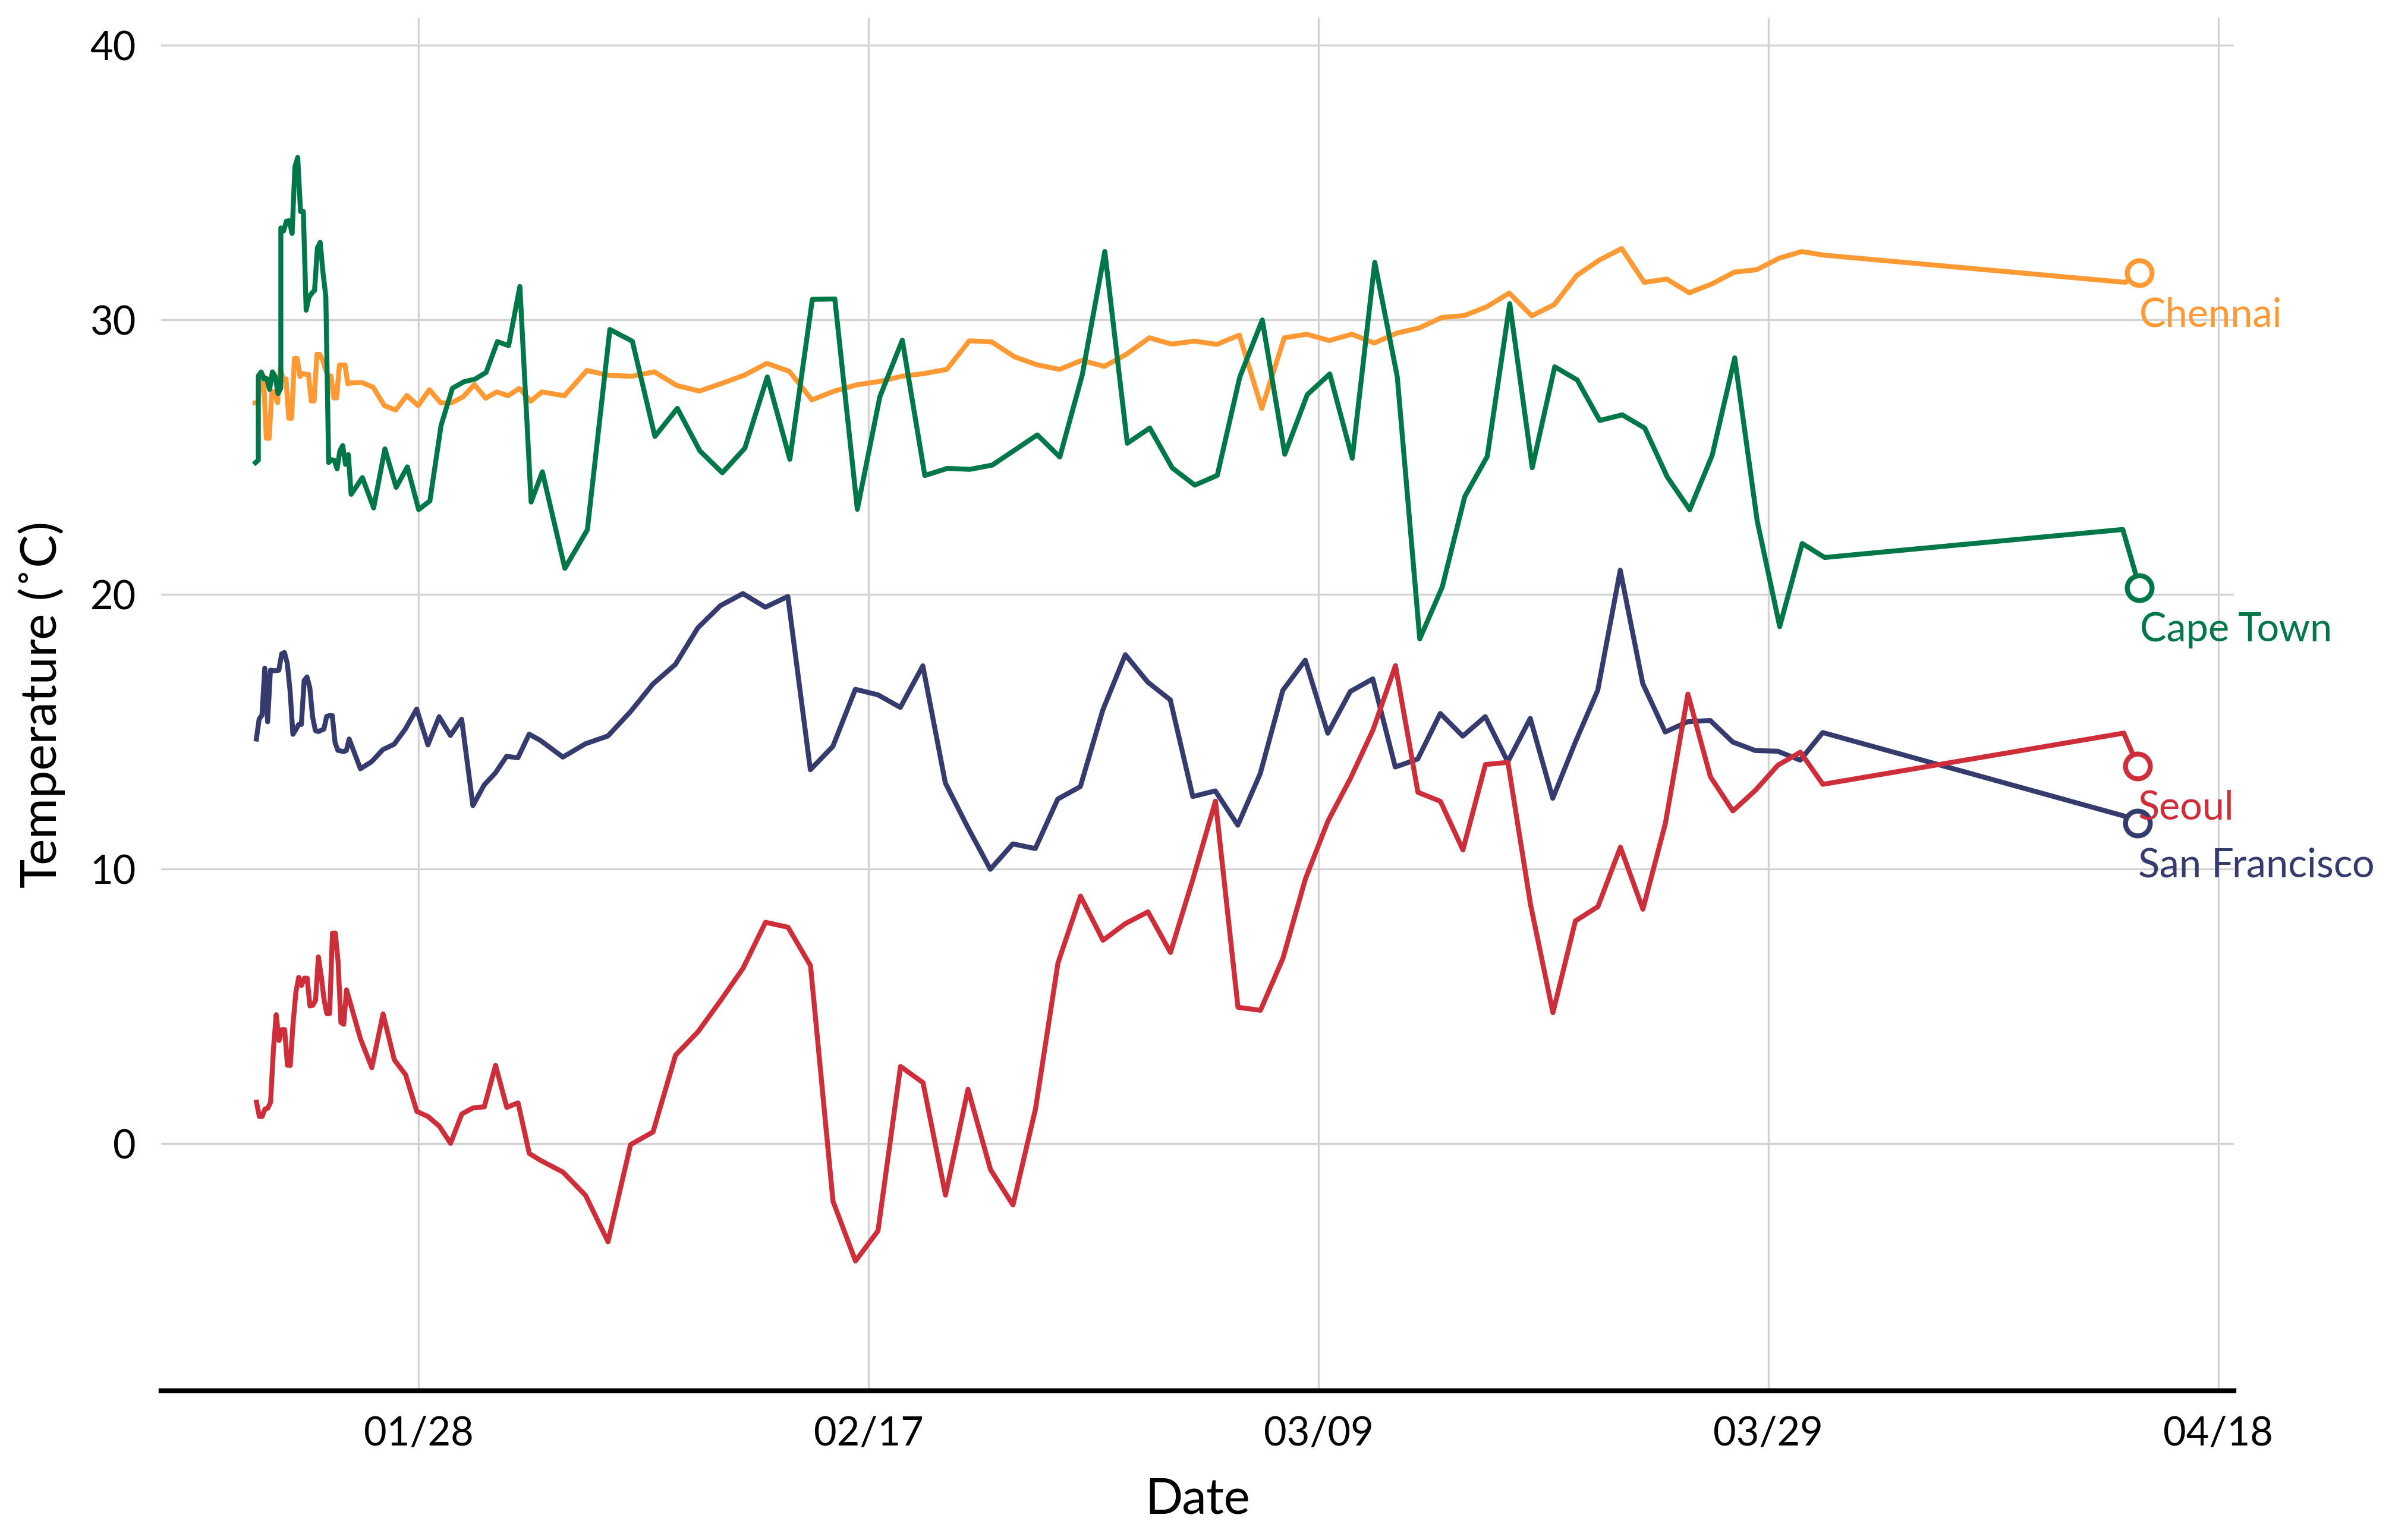 40
30
20
10
0
Temperature (°C)
Chennai
Cape Town
Seoul
San Francisco
01/28
02/17
03/09
03/29
04/18
Date